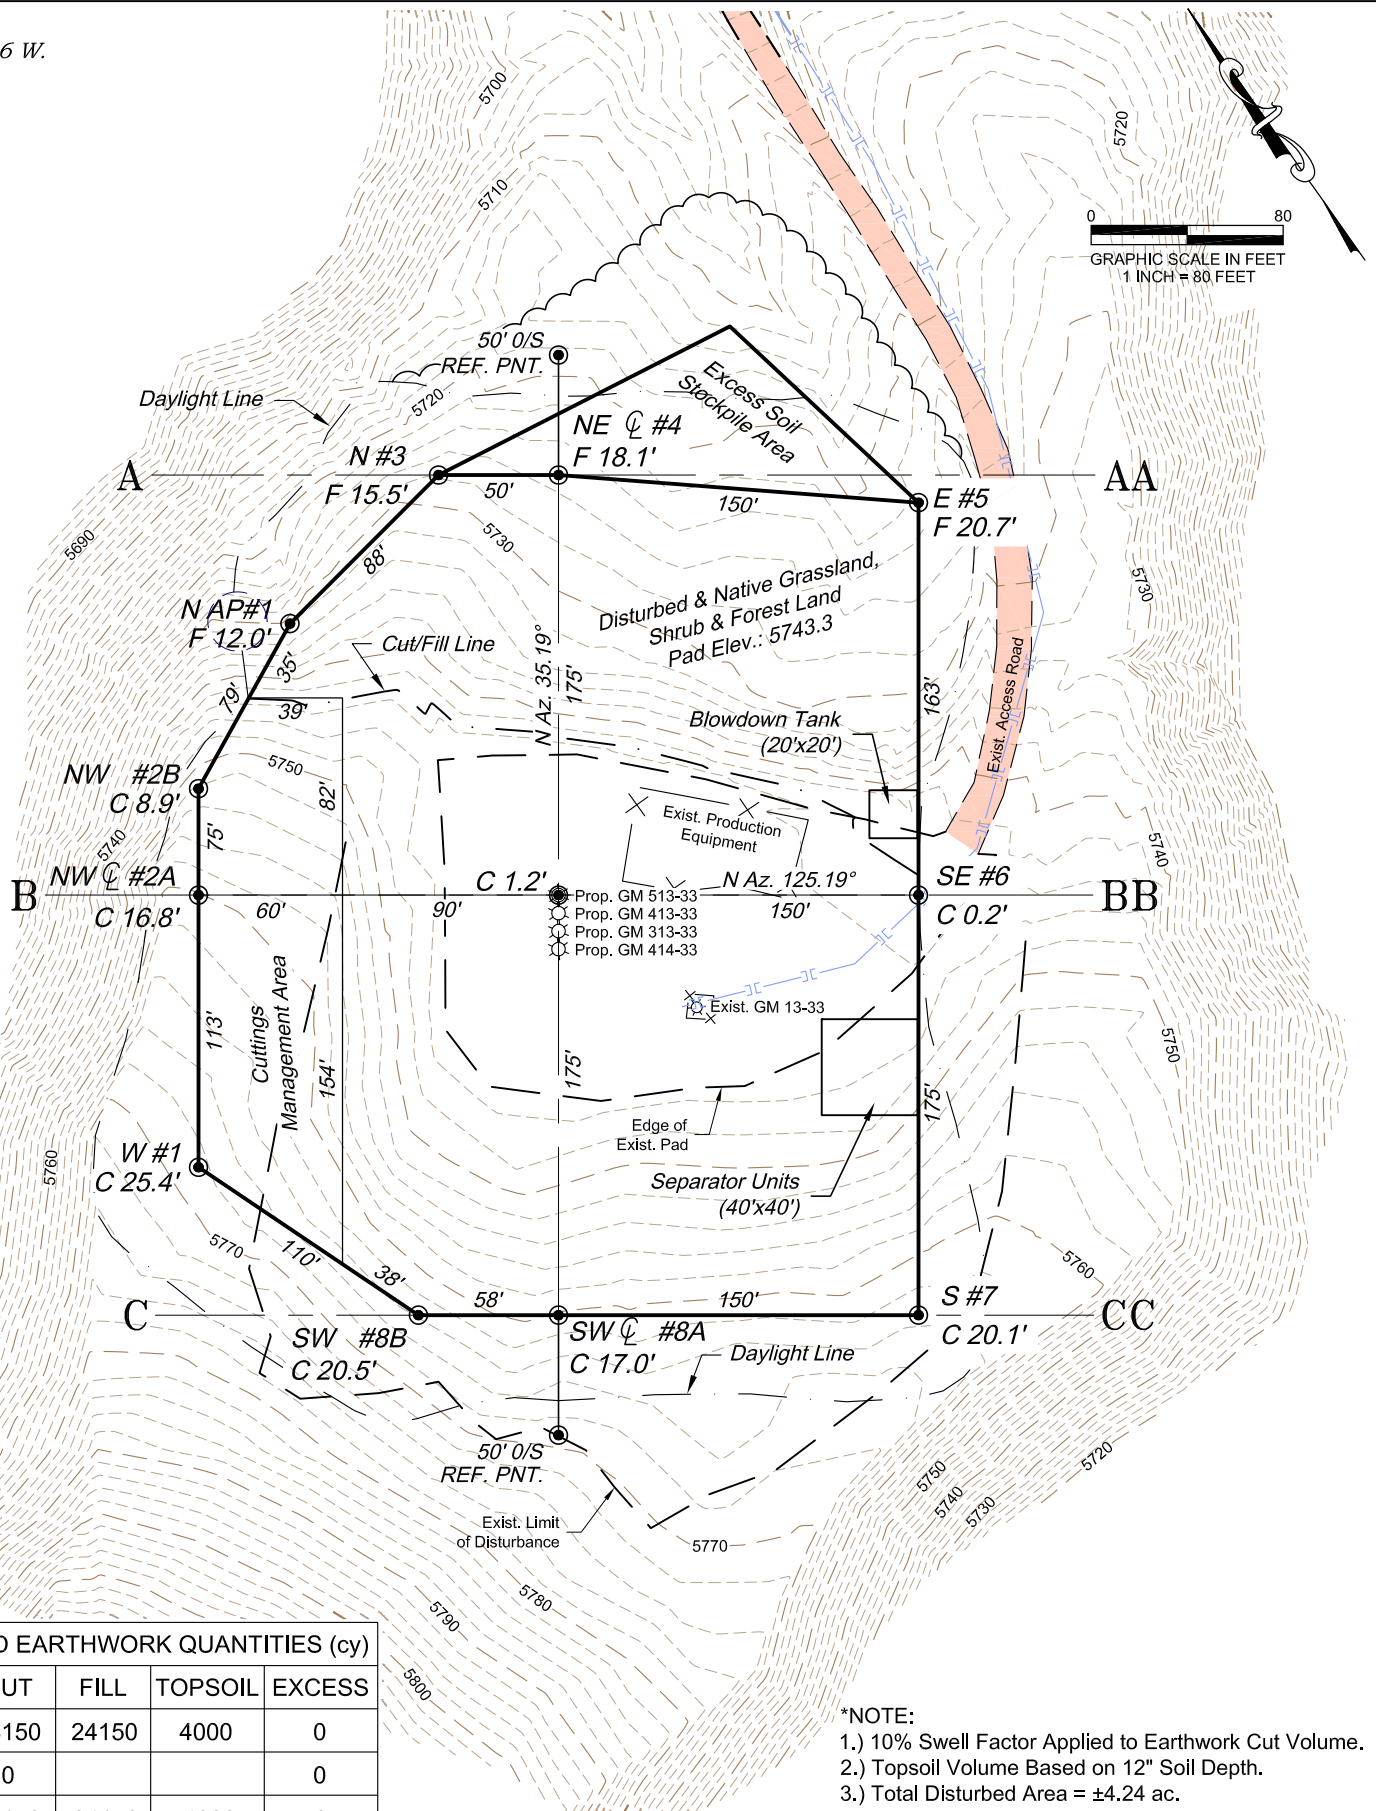 6 W.
5700
5720
5710
0 80
GRAPHIC SCALE IN FEET
1 INCH = 80 FEET
50' 0/S
REF. PNT.
Daylight Line
5720
Excess Soil
Stockpile Area
NE ℄ #4
F 18.1'
N #3
F 15.5'
A
AA
50'
150'
E #5
F 20.7'
5690
5730
88'
5730
Disturbed & Native Grassland,
Shrub & Forest Land
Pad Elev.: 5743.3
N AP#1
F 12.0'
Cut/Fill Line
35'
79'
39'
N Az. 35.19°
175'
163'
Exist. Access Road
Blowdown Tank
(20'x20')
5750
NW #2B
C 8.9'
82'
Exist. Production
Equipment
75'
5740
5740
NW ℄ #2A
C 16.8'
B
BB
60'
90'
C 1.2'
N Az. 125.19°
150'
SE #6
C 0.2'
Prop. GM 513-33
Prop. GM 413-33
Prop. GM 313-33
Prop. GM 414-33
Exist. GM 13-33
113'
Cuttings
Management Area
154'
175'
5750
175'
Edge of
Exist. Pad
W #1
C 25.4'
5760
Separator Units
(40'x40')
5770
110'
38'
5760
C
CC
58'
150'
S #7
C 20.1'
SW #8B
C 20.5'
SW ℄ #8A
C 17.0'
Daylight Line
50' 0/S
REF. PNT.
5720
5750
5740
5730
Exist. Limit
of Disturbance
5770
5780
5790
5800
EARTHWORK QUANTITIES (cy)
UT FILL TOPSOIL EXCESS
150 24150 4000 0
0 0
*NOTE:
1.) 10% Swell Factor Applied to Earthwork Cut Volume.
2.) Topsoil Volume Based on 12" Soil Depth.
3.) Total Disturbed Area = ±4.24 ac.